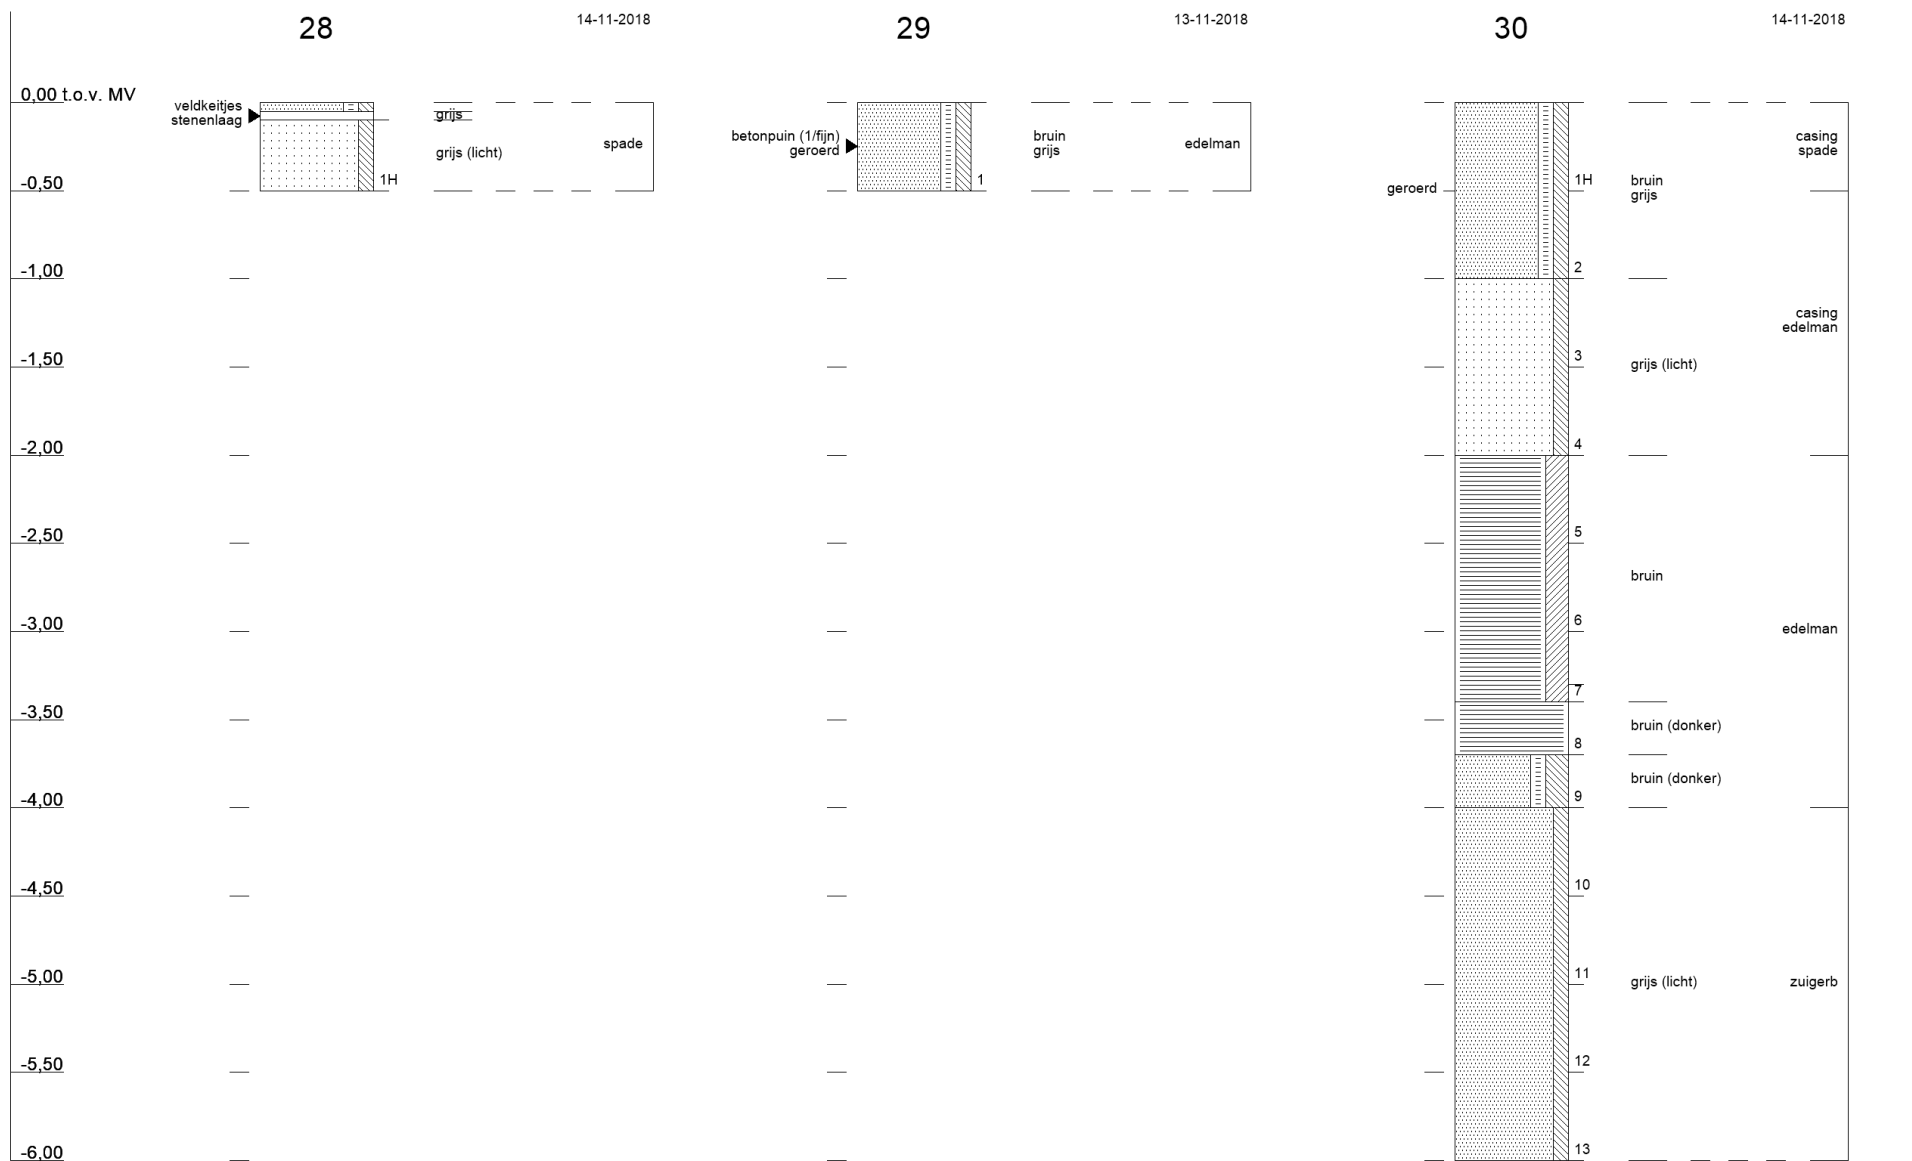 28
14-11-2018
29
13-11-2018
30
14-11-2018
0,00 t.o.v. MV
-0,50
-1,00
-1,50
-2,00
-2,50
-3,00
-3,50
-4,00
-4,50
-5,00
-5,50
-6,00
veldkeitjes
stenenlaag
1H
grijs
grijs (licht)
spade
betonpuin (1/fijn)
geroerd
1
bruin
grijs
edelman
geroerd
1H
2
3
4
5
6
7
8
9
10
11
12
13
bruin
grijs
grijs (licht)
bruin
bruin (donker)
bruin (donker)
grijs (licht)
casing
spade
casing
edelman
edelman
zuigerb